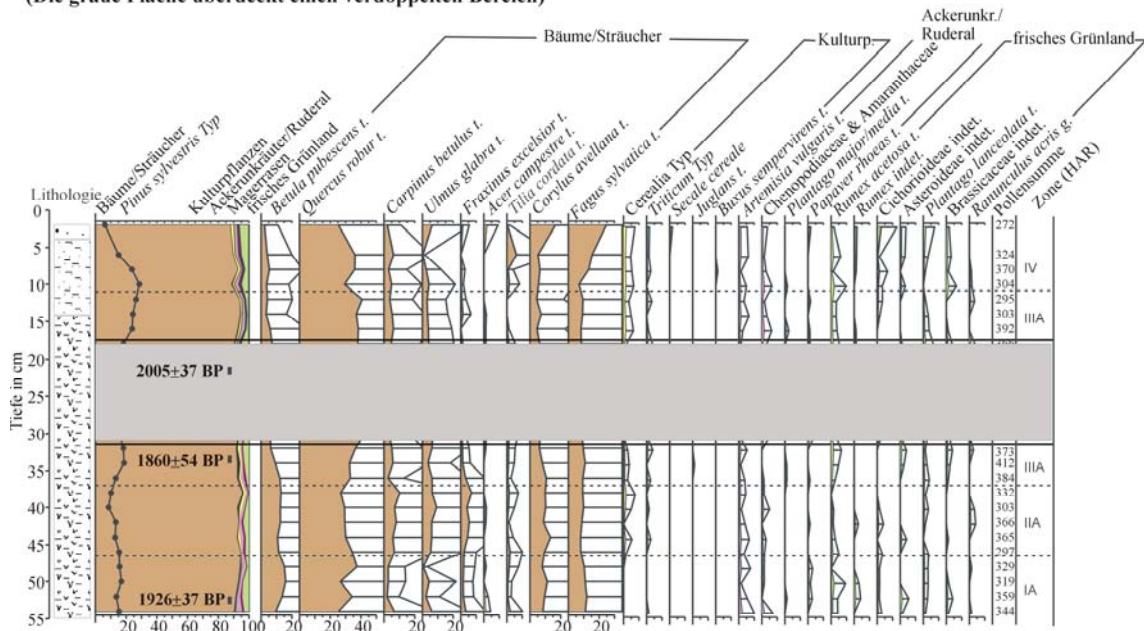 (Die graue Fläche überdeckt einen verdoppelten Bereich)
Bäume/Sträucher
Kulturp.
Ackerunkr./
Ruderal
frisches Grünland
Lithologie
Bäume/Sträucher
Pinus sylvestris Typ
Kulturpflanzen
Ackerunkräuter/Ruderal
Magerrasen
Frisches Grünland
Betula pubescens t.
Quercus robur t.
Carpinus betulus t.
Ulmus glabra t.
Fraxinus excelsior t.
Acer campestre t.
Tilia cordata t.
Corylus avellana t.
Fagus sylvatica t.
Cerealia Typ
Triticum Typ
Secale cereale
Juglans t.
Buxus sempervirens t.
Artemisia vulgaris t.
Chenopodiaceae & Amaranthaceae
Plantago major/media t.
Papaver rhoeas t.
Rumex acetosa t.
Rumex indet.
Cichorioideae indet.
Asteroideae indet.
Plantago lanceolata t.
Brassicaceae indet.
Ranunculus acris g.
Pollensumme
Zone (HAR)
Tiefe in cm
0
5
10
15
20
25
30
35
40
45
50
55
2005±37 BP
1860±54 BP
1926±37 BP
272
324
370
304
295
303
392
373
412
384
332
303
366
365
297
329
319
359
344
IV
IIIA
IIIA
IIA
IA
20 40 60 80 100 20 20 40 20 20 20 20